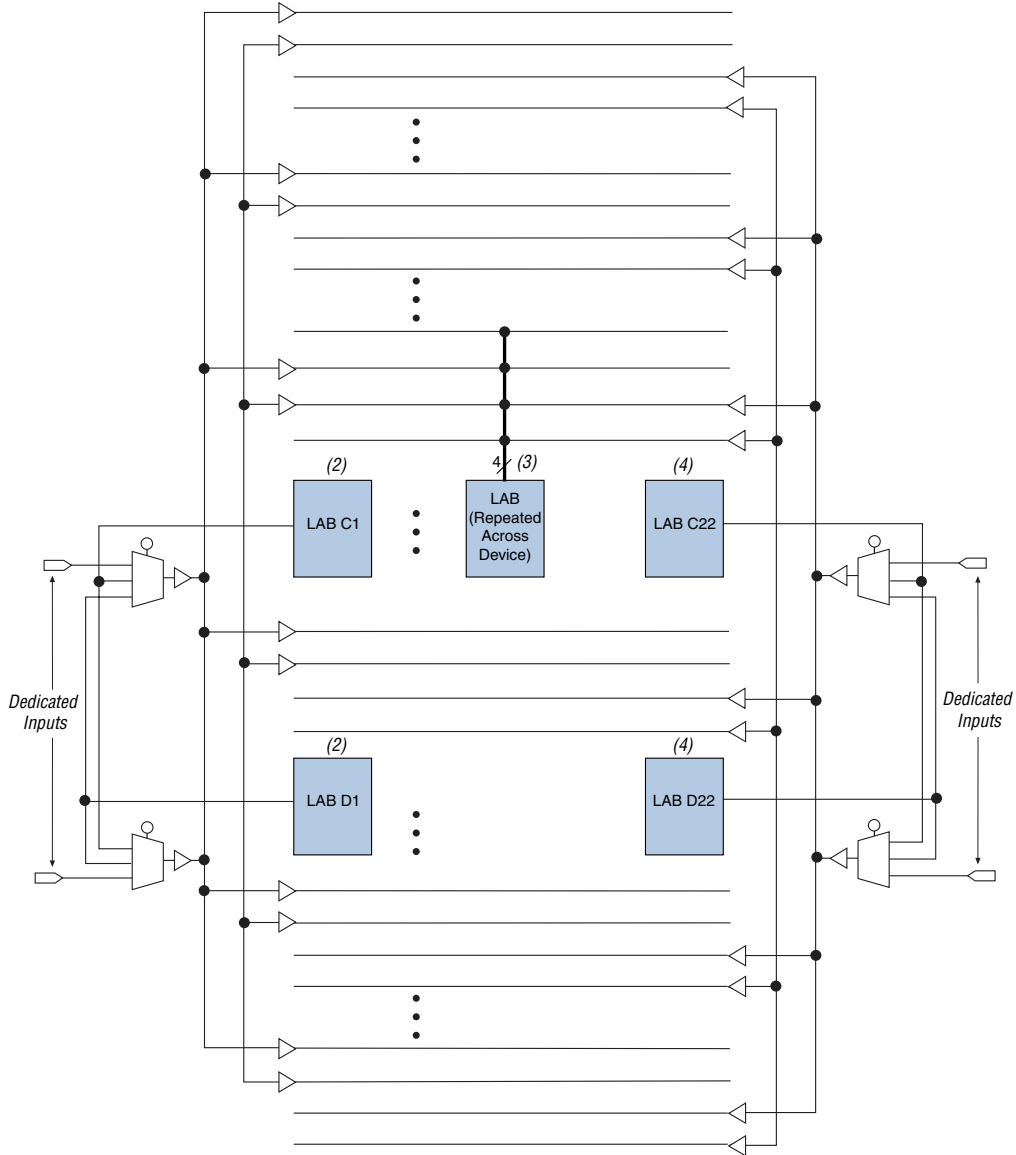 (2)
4
(3)
(4)
LAB C1
LAB
(Repeated
Across
Device)
LAB C22
Dedicated
Inputs
Dedicated
Inputs
(2)
(4)
LAB D1
LAB D22